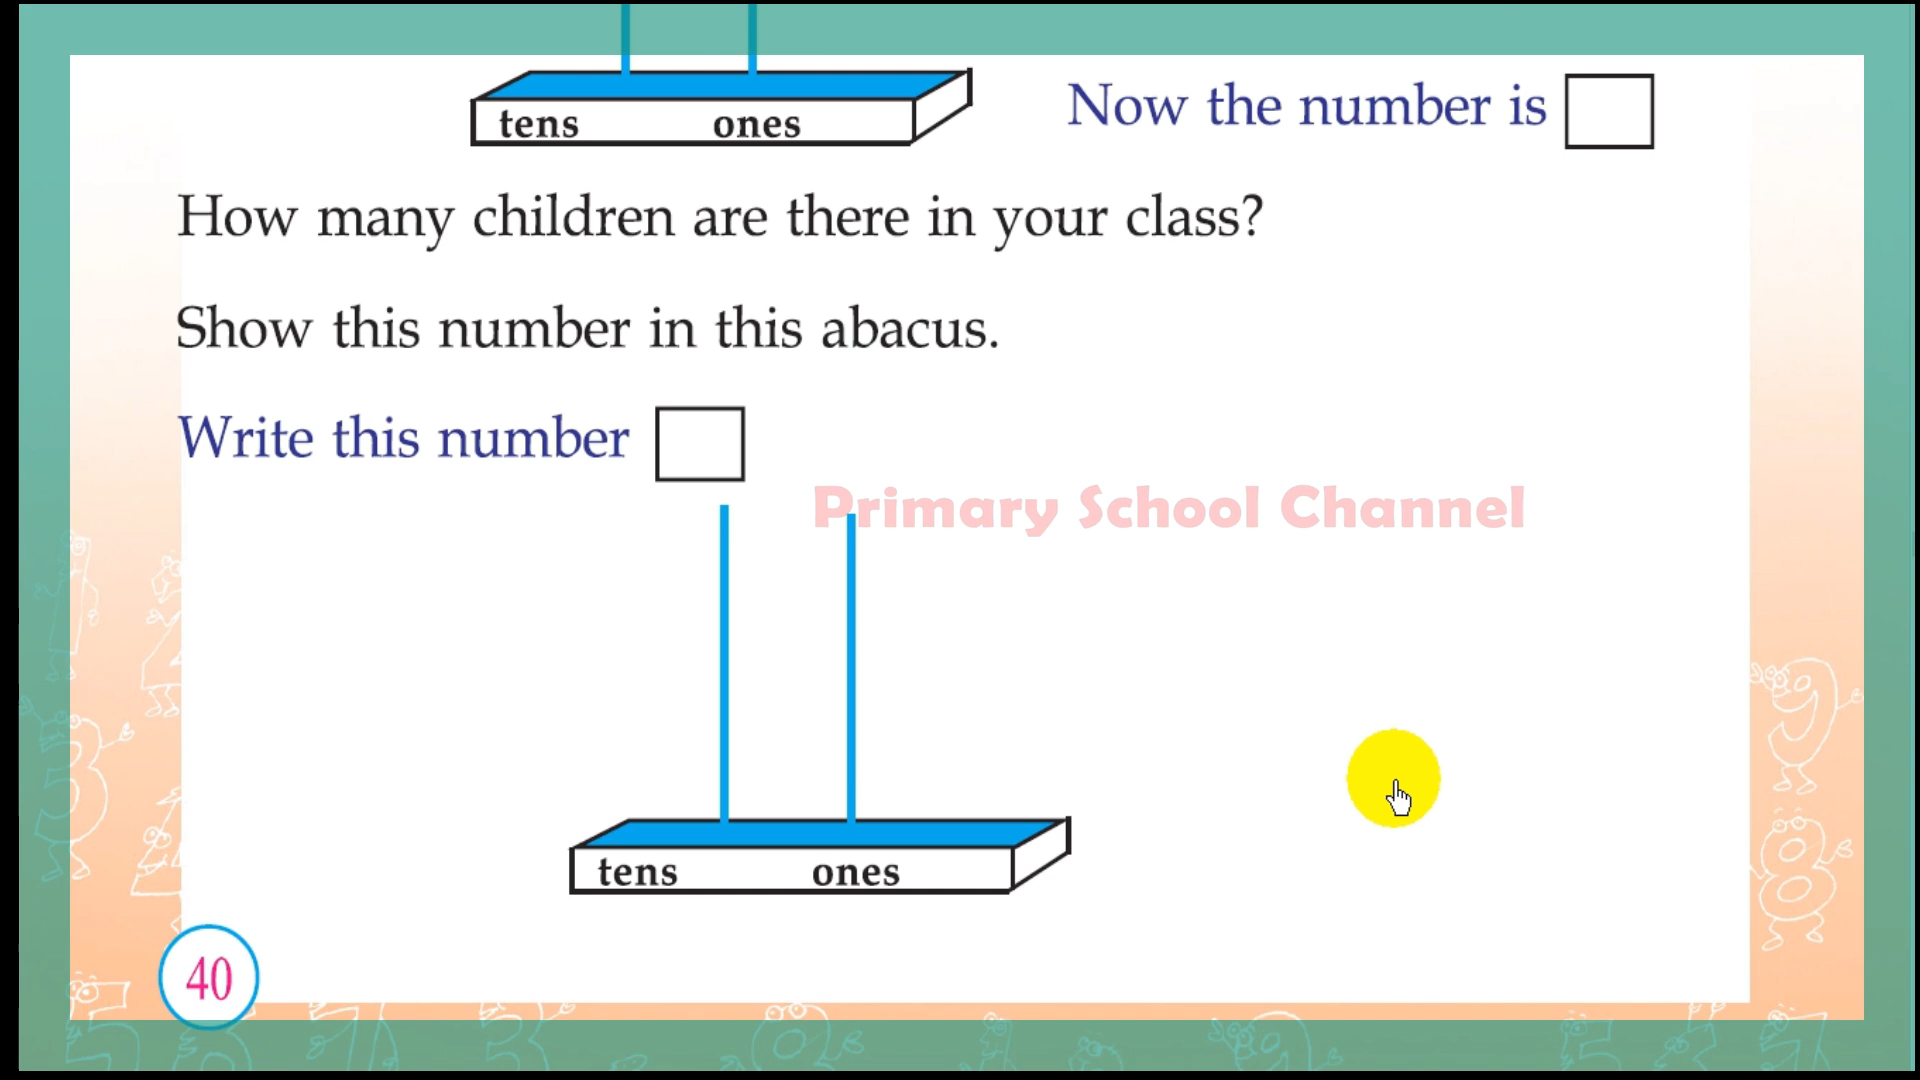 tens ones
Now the number is
How many children are there in your class?
Show this number in this abacus.
Write this number
Primary School Channel
tens ones
40